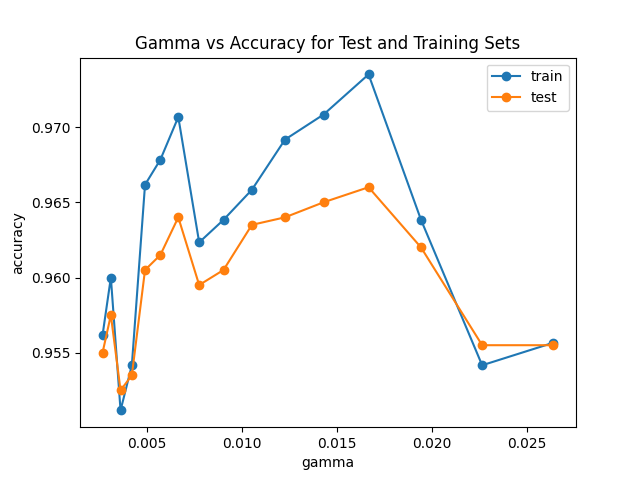 Gamma vs Accuracy for Test and Training Sets
train
test
0.970
0.965
0.960
0.955
accuracy
0.005
0.010
0.015
0.020
0.025
gamma